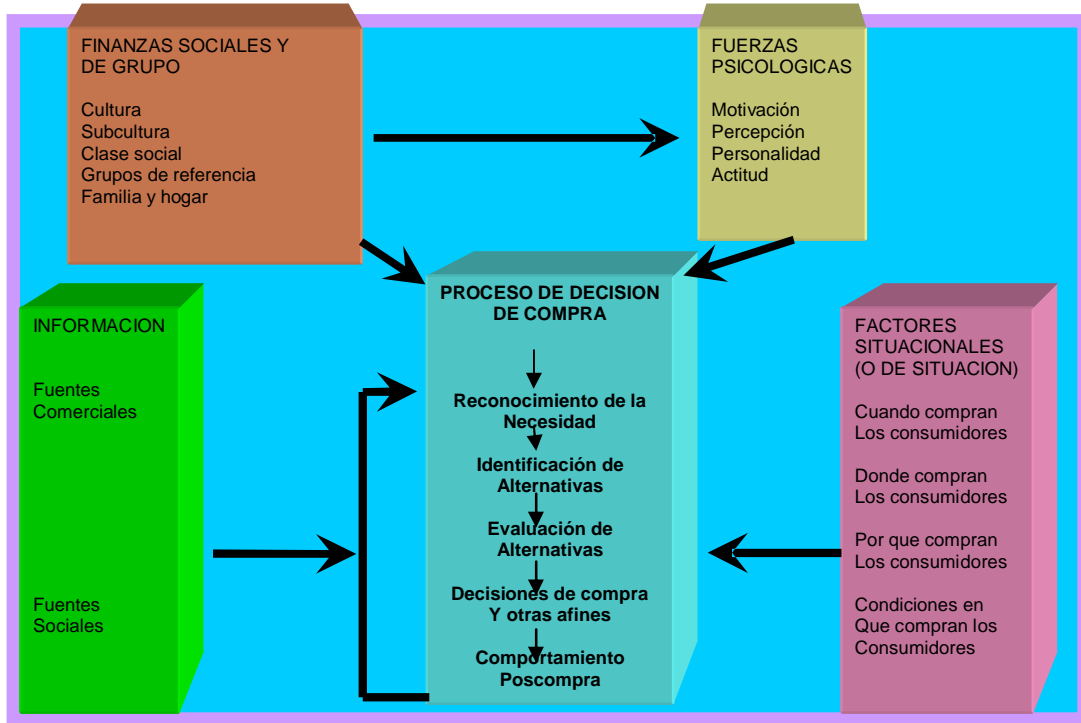 FINANZAS SOCIALES Y
DE GRUPO
Cultura
Subcultura
Clase social
Grupos de referencia
Familia y hogar
FUERZAS
PSICOLOGICAS
Motivación
Percepción
Personalidad
Actitud
INFORMACION
Fuentes
Comerciales
Fuentes
Sociales
PROCESO DE DECISION
DE COMPRA
Reconocimiento de la
Necesidad
Identificación de
Alternativas
Evaluación de
Alternativas
Decisiones de compra
Y otras afines
Comportamiento
Poscompra
FACTORES
SITUACIONALES
(O DE SITUACION)
Cuando compran
Los consumidores
Donde compran
Los consumidores
Por que compran
Los consumidores
Condiciones en
Que compran los
Consumidores